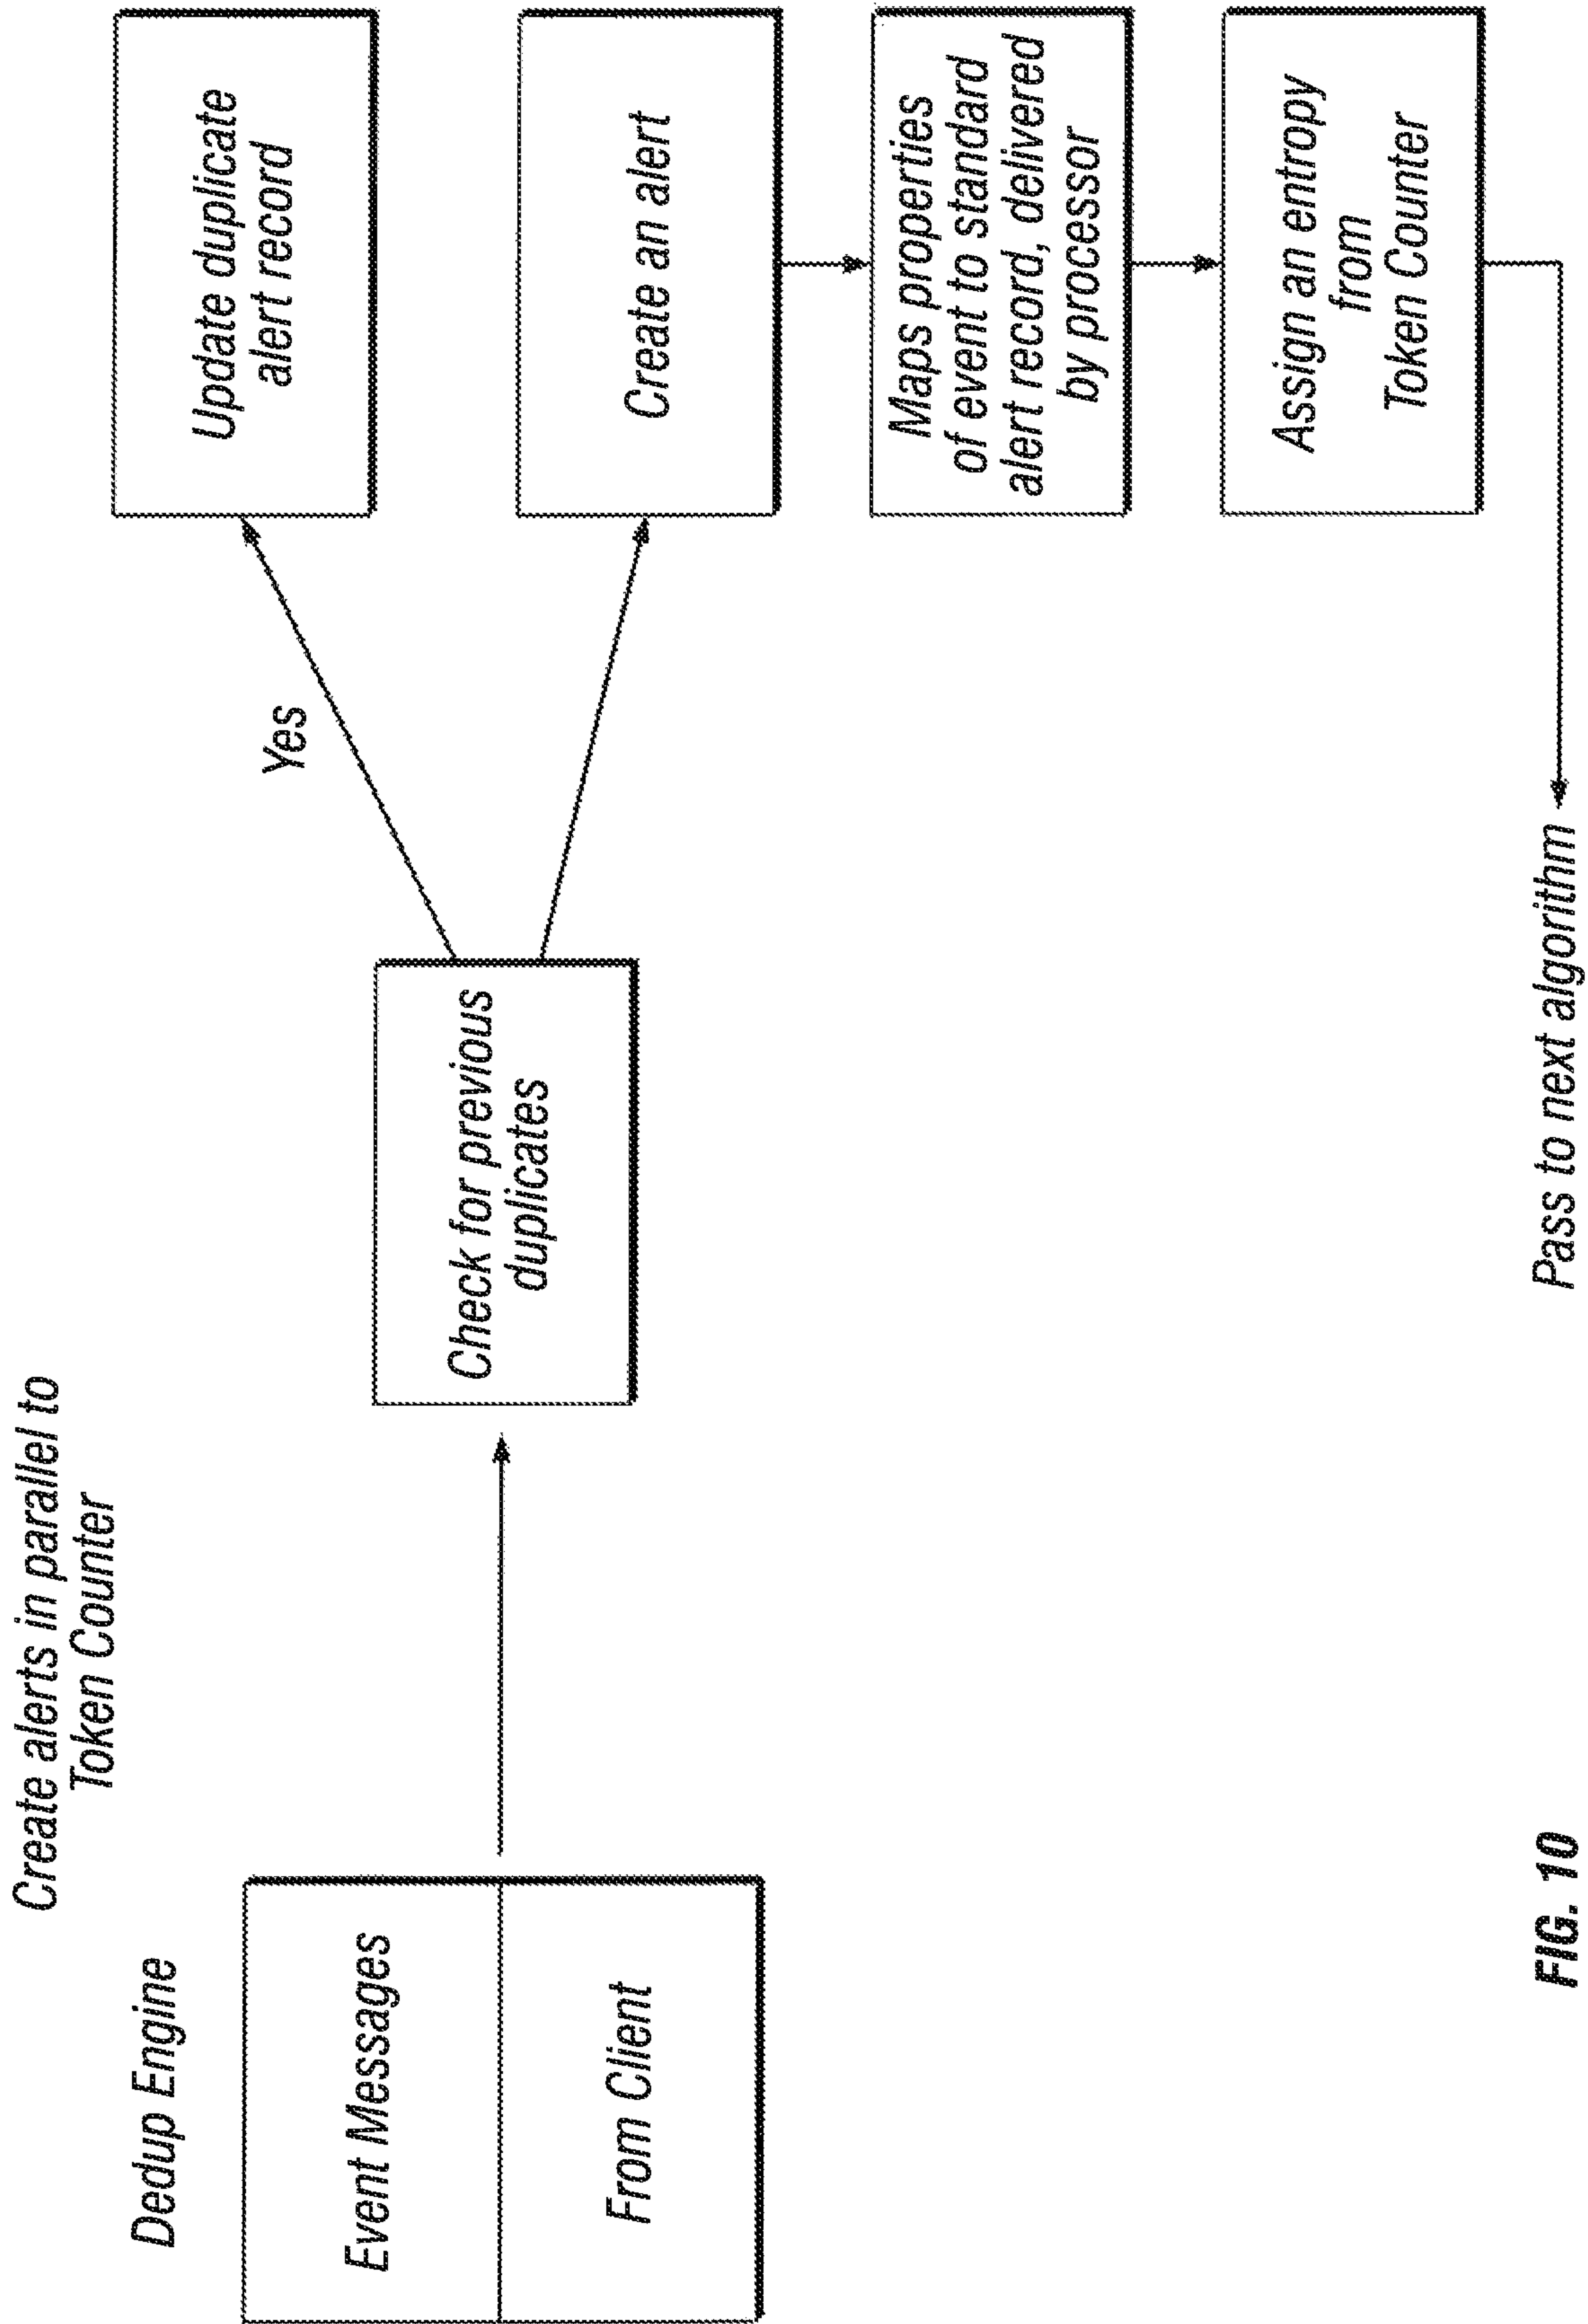 Create alerts in parallel to
Token Counter
Dedup Engine
Event Messages
From Client
Check for previous
duplicates
Yes
Update duplicate
alert record
Create an alert
Maps properties
of event to standard
alert record, delivered
by processor
Assign an entropy
from
Token Counter
Pass to next algorithm
FIG. 10